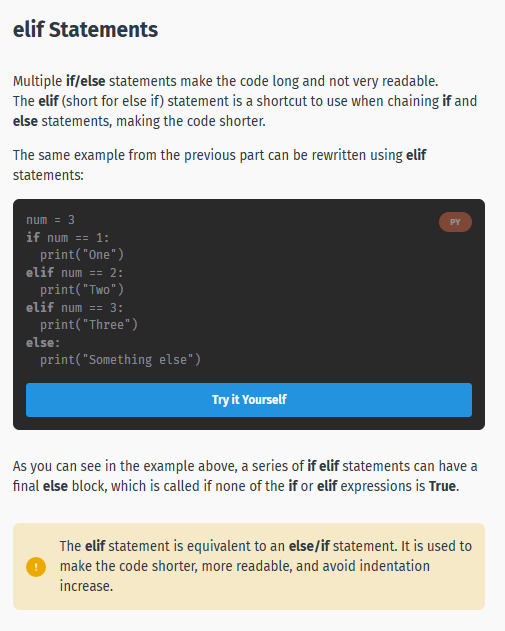 elif Statements
Multiple if/else statements make the code long and not very readable.
The elif (short for else if) statement is a shortcut to use when chaining if and
else statements, making the code shorter.
The same example from the previous part can be rewritten using elif
statements:
PY
num = 3
if num == 1:
  print("One")
elif num == 2:
  print("Two")
elif num == 3:
  print("Three")
else:
  print("Something else")
Try it Yourself
As you can see in the example above, a series of if elif statements can have a
final else block, which is called if none of the if or elif expressions is True.
!
The elif statement is equivalent to an else/if statement. It is used to
make the code shorter, more readable, and avoid indentation
increase.